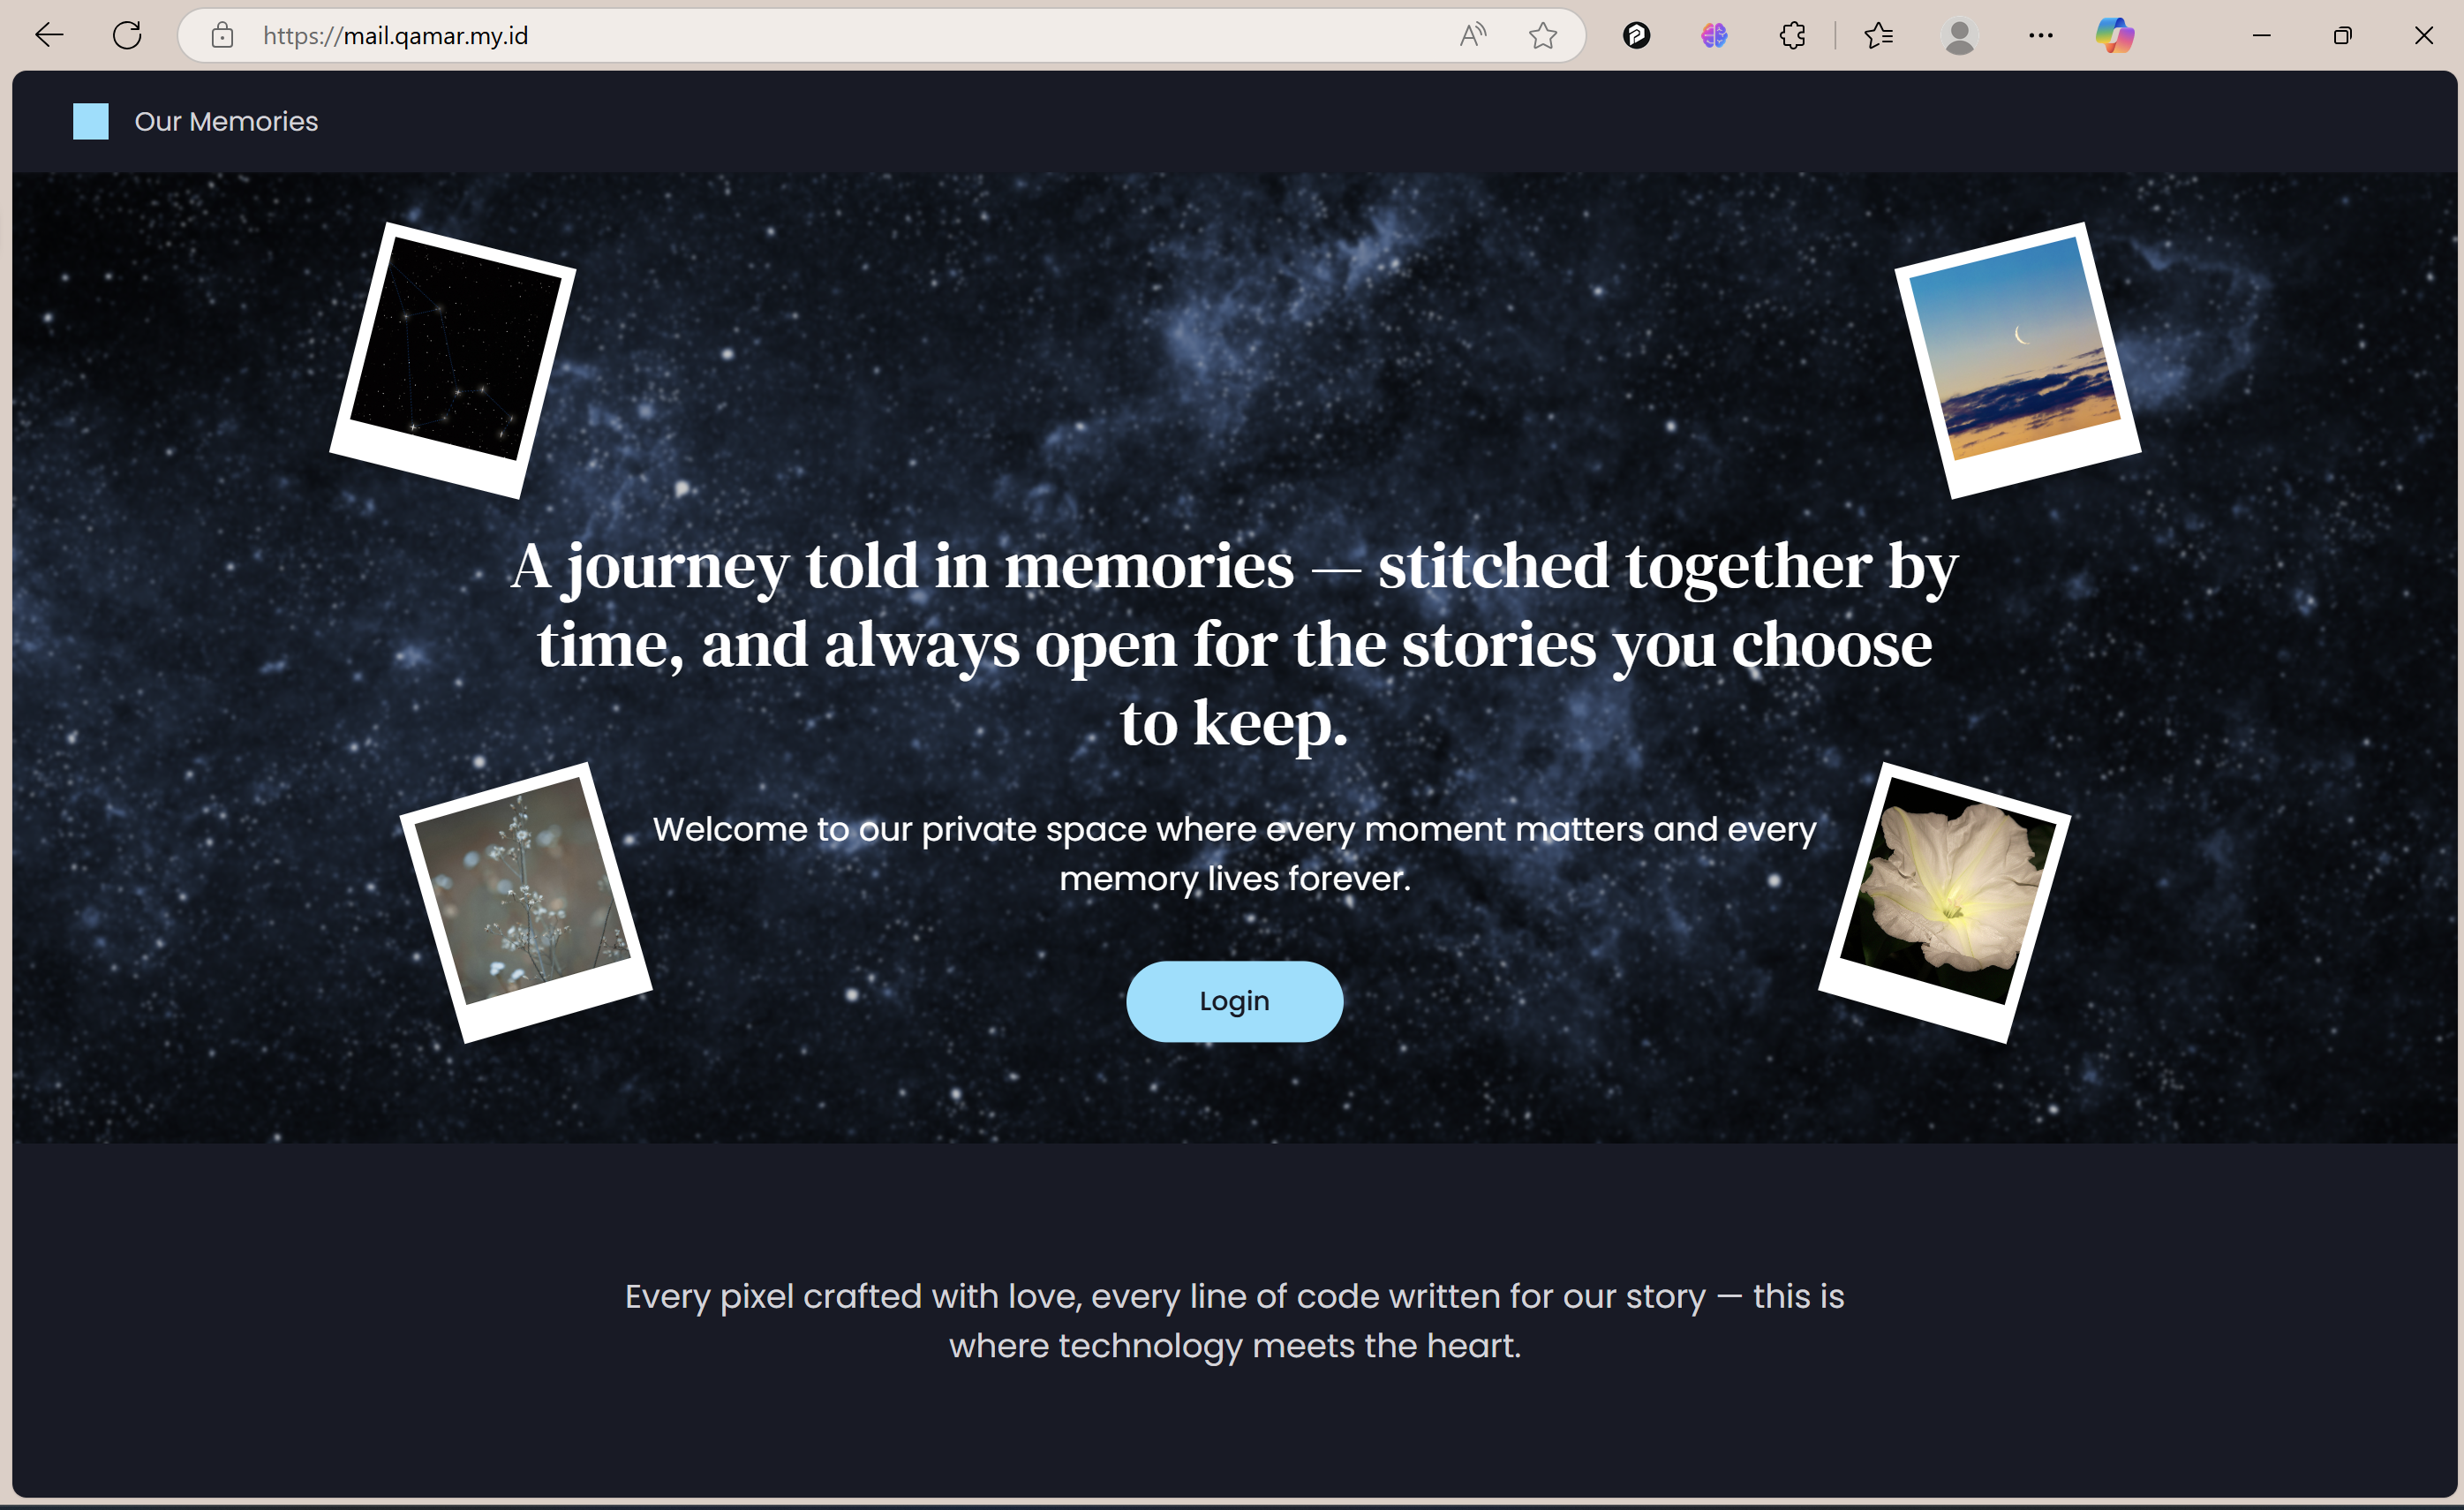 https://mail.qamar.my.id
Our Memories
A journey told in memories — stitched together by
time, and always open for the stories you choose
to keep.
Welcome to our private space where every moment matters and every
memory lives forever.
Login
Every pixel crafted with love, every line of code written for our story — this is
where technology meets the heart.